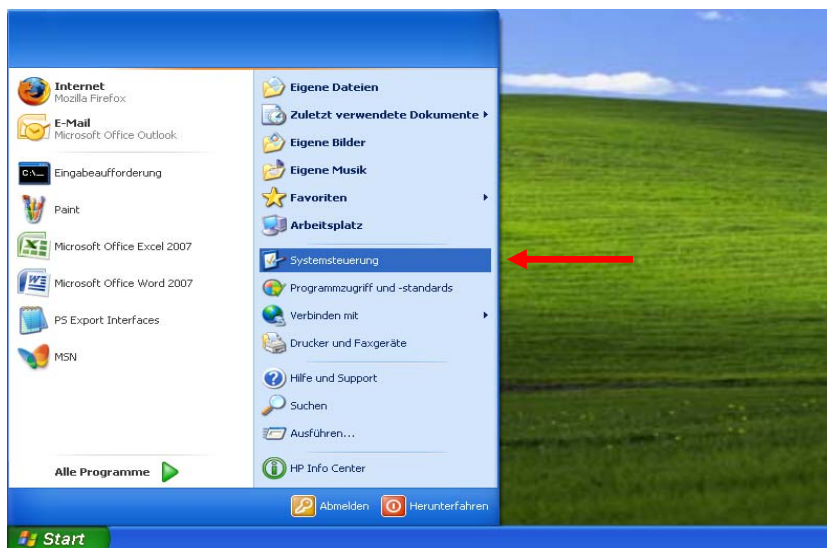 Internet
Mozilla Firefox
E-Mail
Microsoft Office Outlook
C:\_
Eingabeaufforderung
Paint
Microsoft Office Excel 2007
Microsoft Office Word 2007
PS Export Interfaces
MSN
Alle Programme
Eigene Dateien
Zuletzt verwendete Dokumente
Eigene Bilder
Eigene Musik
Favoriten
Arbeitsplatz
Systemsteuerung
Programmzugriff und -standards
Verbinden mit
Drucker und Faxgeräte
Hilfe und Support
Suchen
Ausführen...
HP Info Center
Abmelden
Herunterfahren
Start